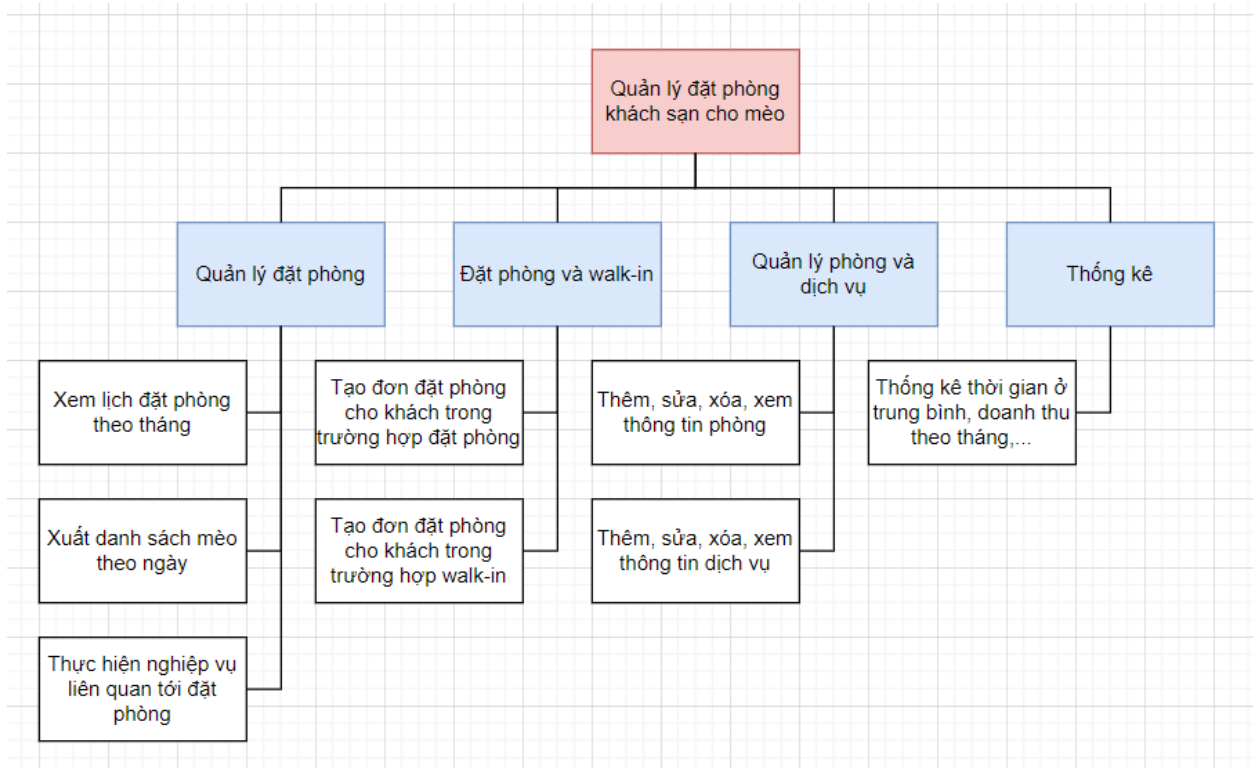 Quản lý đặt phòng
khách sạn cho mèo
Quản lý đặt phòng
Đặt phòng và walk-in
Quản lý phòng và
dịch vụ
Thống kê
Xem lịch đặt phòng
theo tháng
Tạo đơn đặt phòng
cho khách trong
trường hợp đặt phòng
Thêm, sửa, xóa, xem
thông tin phòng
Thống kê thời gian ở
trung bình, doanh thu
theo tháng,...
Xuất danh sách mèo
theo ngày
Tạo đơn đặt phòng
cho khách trong
trường hợp walk-in
Thêm, sửa, xóa, xem
thông tin dịch vụ
Thực hiện nghiệp vụ
liên quan tới đặt
phòng